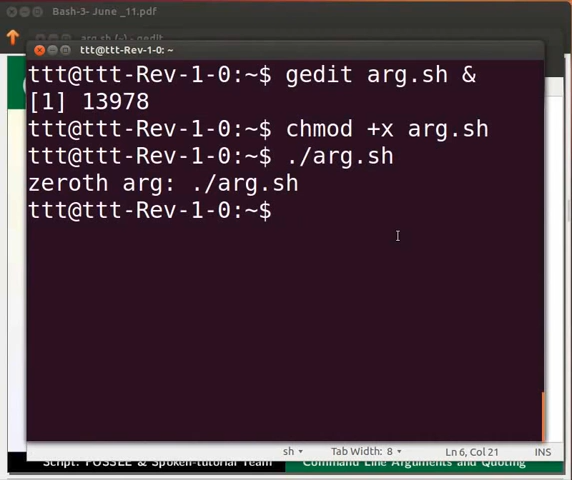 Bash-3- June _11.pdf
ttt@ttt-Rev-1-0: ~
ttt@ttt-Rev-1-0:~$ gedit arg.sh &
[1] 13978
ttt@ttt-Rev-1-0:~$ chmod +x arg.sh
ttt@ttt-Rev-1-0:~$ ./arg.sh
zeroth arg: ./arg.sh
ttt@ttt-Rev-1-0:~$
sh Tab Width: 8 Ln 6, Col 21 INS
Script: FOSSEE & Spoken-tutorial Team Command Line Arguments and Quoting